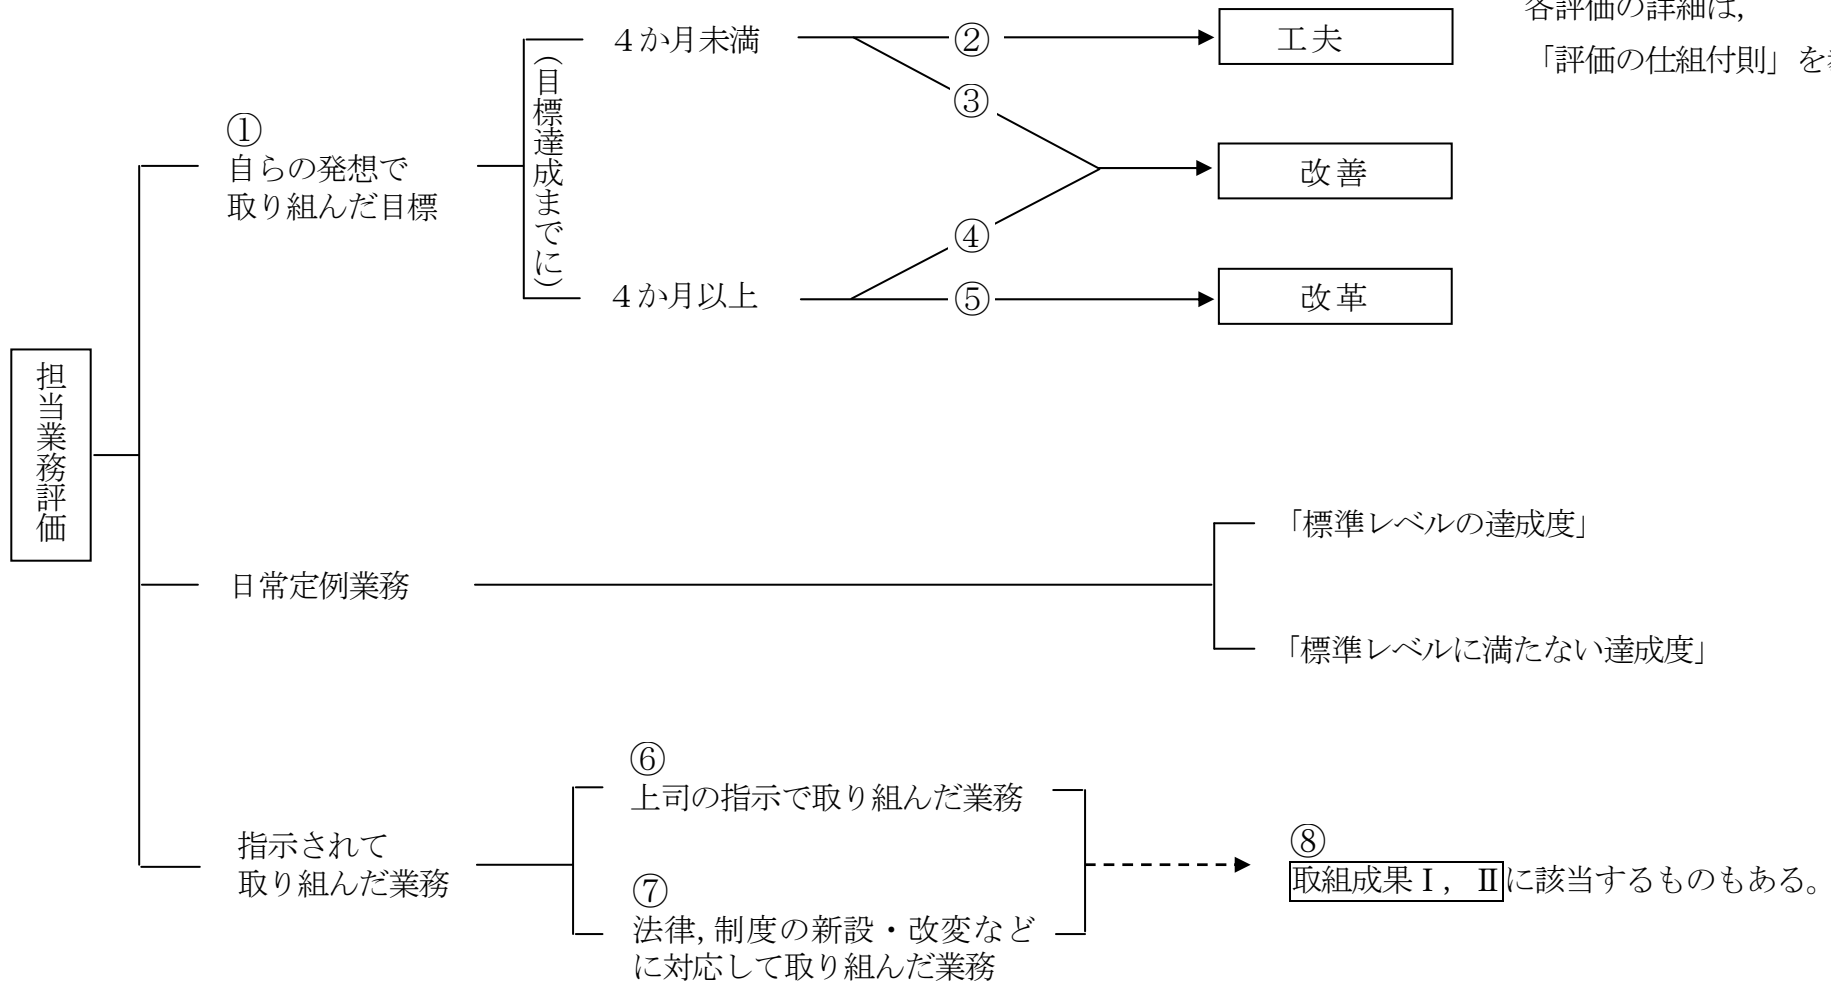 各評価の詳細は,
「評価の仕組付則」を
４か月未満
②
工夫
(目標達成までに)
③
①
自らの発想で
取り組んだ目標
改善
④
４か月以上
⑤
改革
担当業務評価
「標準レベルの達成度」
日常定例業務
「標準レベルに満たない達成度」
⑥
上司の指示で取り組んだ業務
指示されて
取り組んだ業務
⑧
取組成果Ⅰ，Ⅱに該当するものもある。
⑦
法律,制度の新設・改変など
に対応して取り組んだ業務